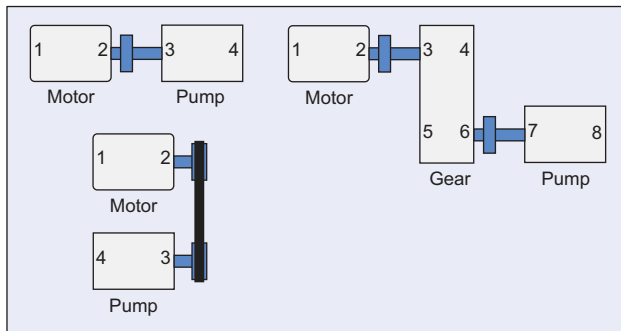 1 2 3 4
Motor Pump
1 2
Motor
4 3
Pump
1 2 3 4
Motor
5 6 7 8
Gear Pump